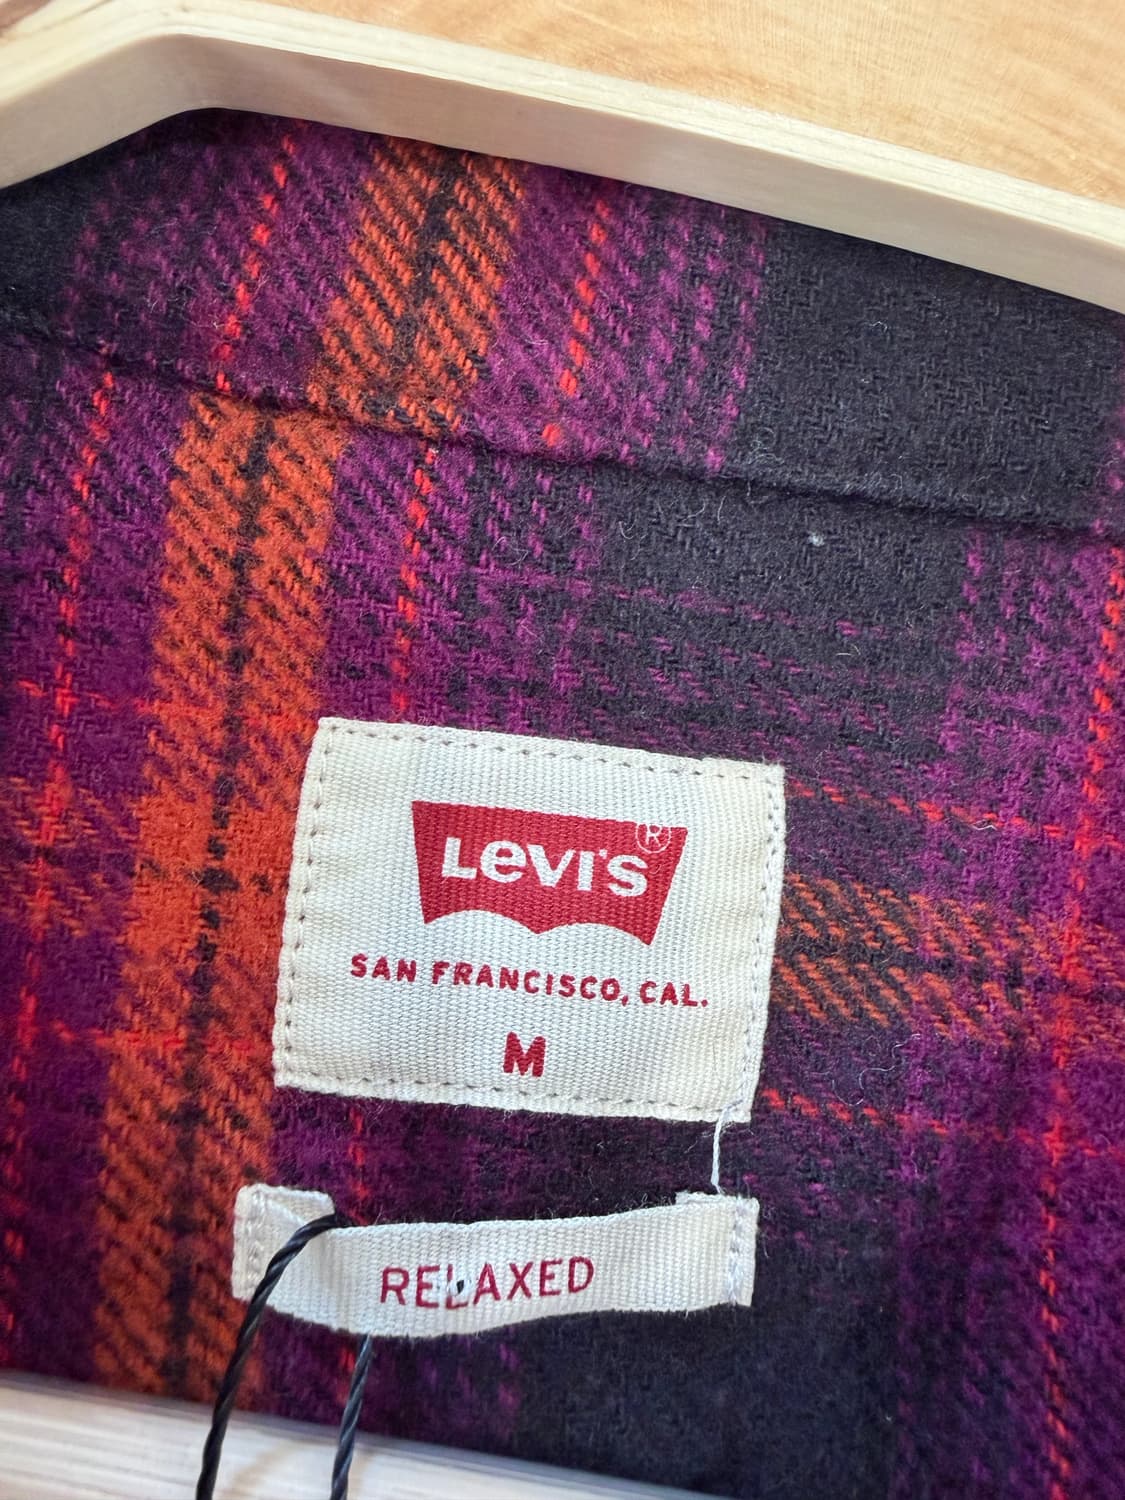 LEVI'S®
SAN FRANCISCO, CAL.
M
RELAXED